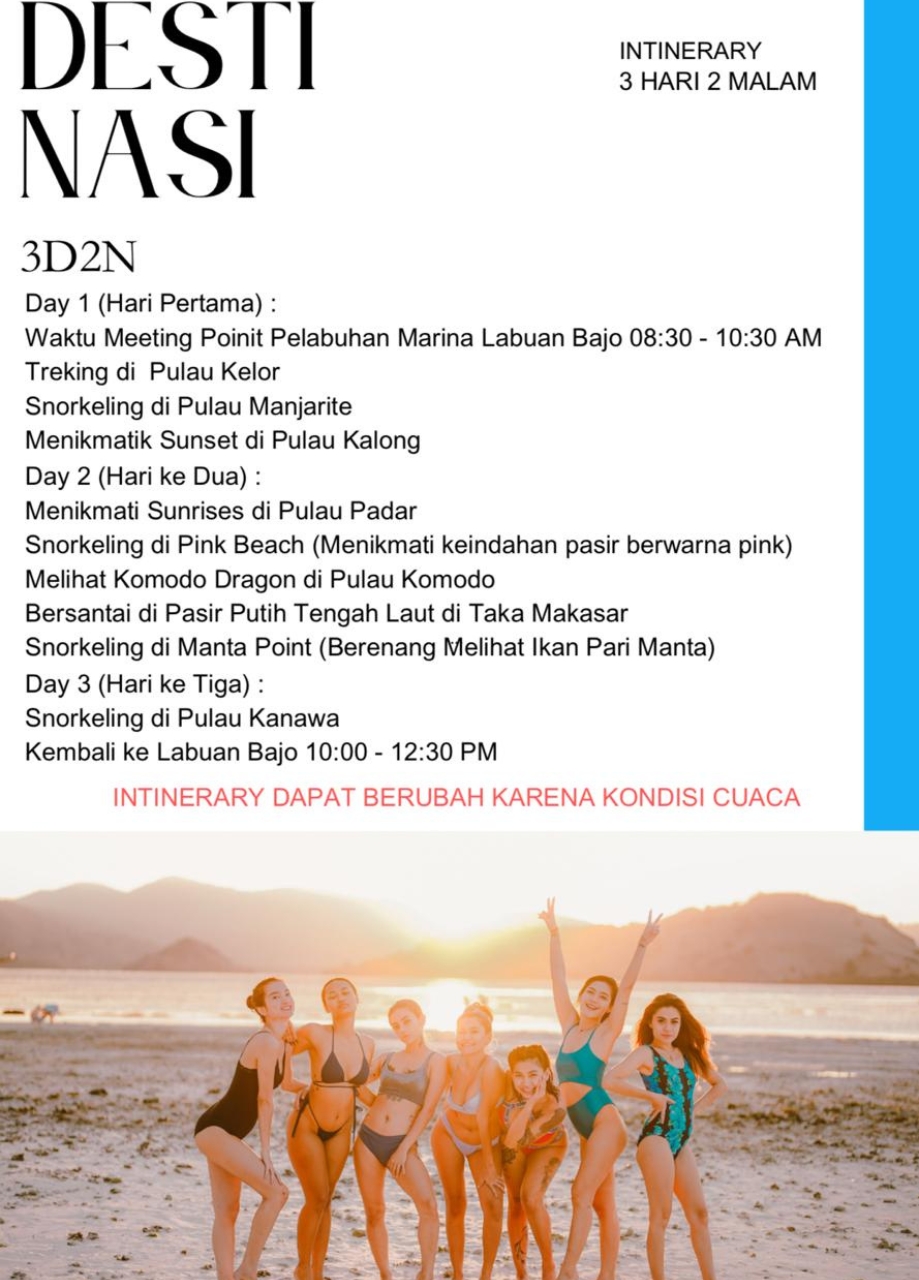 DESTI
NASI
INTINERARY
3 HARI 2 MALAM
3D2N
Day 1 (Hari Pertama) :
Waktu Meeting Poinit Pelabuhan Marina Labuan Bajo 08:30 - 10:30 AM
Treking di  Pulau Kelor
Snorkeling di Pulau Manjarite
Menikmatik Sunset di Pulau Kalong
Day 2 (Hari ke Dua) :
Menikmati Sunrises di Pulau Padar
Snorkeling di Pink Beach (Menikmati keindahan pasir berwarna pink)
Melihat Komodo Dragon di Pulau Komodo
Bersantai di Pasir Putih Tengah Laut di Taka Makasar
Snorkeling di Manta Point (Berenang Melihat Ikan Pari Manta)
Day 3 (Hari ke Tiga) :
Snorkeling di Pulau Kanawa
Kembali ke Labuan Bajo 10:00 - 12:30 PM
INTINERARY DAPAT BERUBAH KARENA KONDISI CUACA